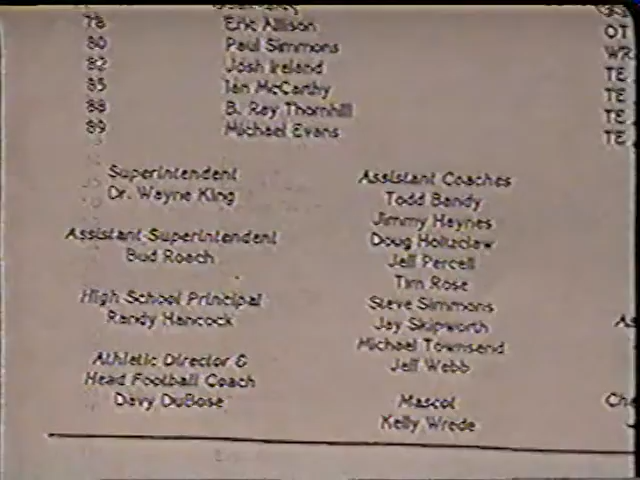 78 Eric Allison OT
80 Paul Simmons WR
82 Josh Ireland TE
85 Ian McCarthy TE
88 B. Ray Thornhill TE
89 Michael Evans TE
Superintendent
Dr. Wayne King
Assistant Superintendent
Bud Roach
High School Principal
Randy Hancock
Athletic Director &
Head Football Coach
Davy DuBose
Assistant Coaches
Todd Bandy
Jimmy Haynes
Doug Holtzclaw
Jeff Percell
Tim Rose
Steve Simmons
Jay Skipworth
Michael Townsend
Jeff Webb
Mascot
Kelly Wrede